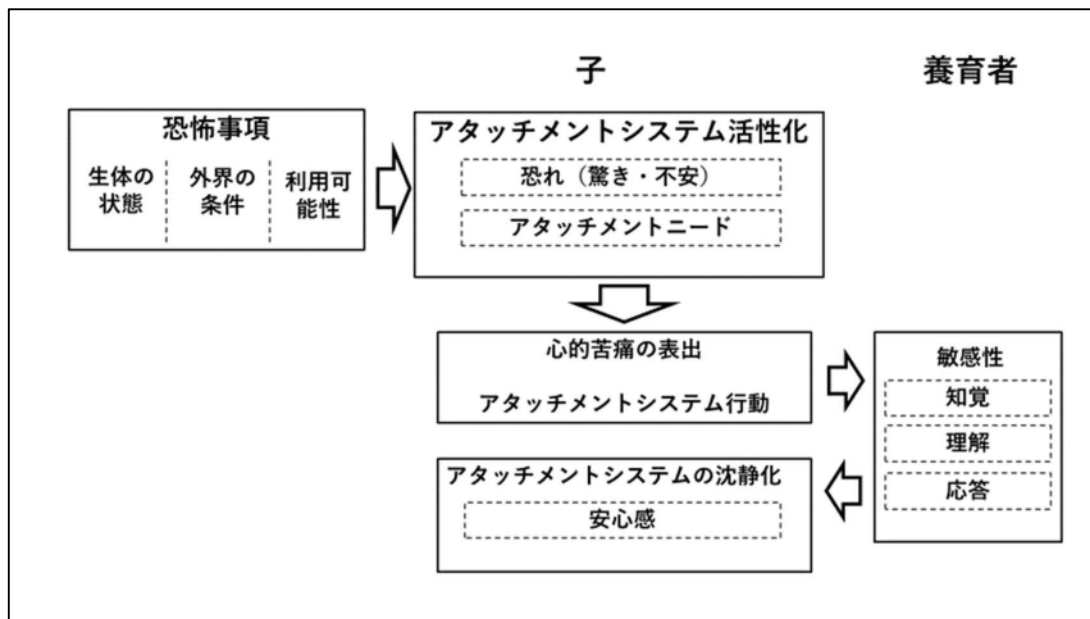 子
養育者
恐怖事項
生体の
状態
外界の
条件
利用可
能性
アタッチメントシステム活性化
恐れ（驚き・不安）
アタッチメントニード
心的苦痛の表出
アタッチメントシステム行動
敏感性
知覚
理解
応答
アタッチメントシステムの沈静化
安心感